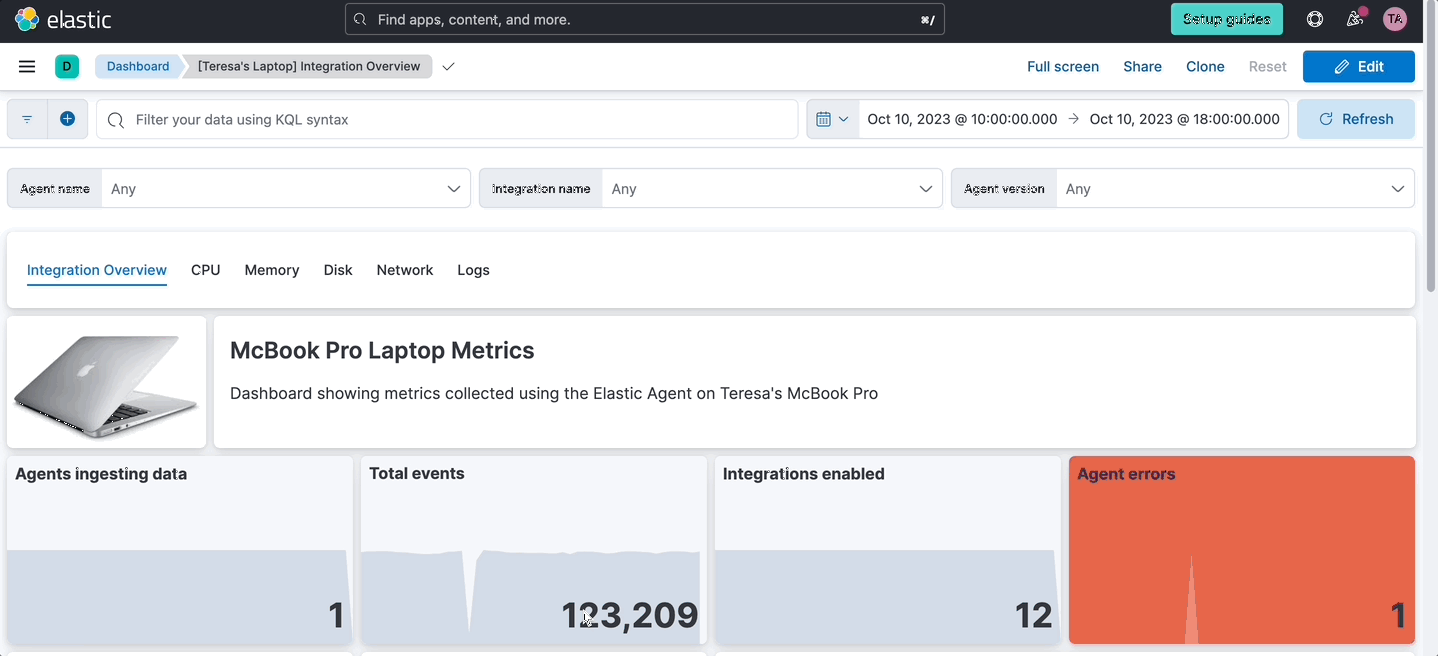 elastic
Find apps, content, and more.
⌘/
Setup guides
TA
D
Dashboard
[Teresa's Laptop] Integration Overview
Full screen
Share
Clone
Reset
Edit
Filter your data using KQL syntax
Oct 10, 2023 @ 10:00:00.000 → Oct 10, 2023 @ 18:00:00.000
Refresh
Agent name
Any
Integration name
Any
Agent version
Any
Integration Overview
CPU
Memory
Disk
Network
Logs
McBook Pro Laptop Metrics
Dashboard showing metrics collected using the Elastic Agent on Teresa's McBook Pro
Agents ingesting data
1
Total events
123,209
Integrations enabled
12
Agent errors
1